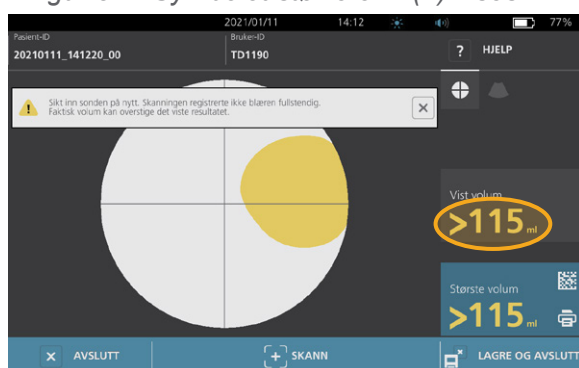 2021/01/11 14:12 77%
Pasient-ID
20210111_141220_00
Bruker-ID
TD1190
? HJELP
Sikt inn sonden på nytt. Skanningen registrerte ikke blæren fullstendig.
Faktisk volum kan overstige det viste resultatet.
Vist volum
>115 ml
Største volum
>115 ml
AVSLUTT
SKANN
LAGRE OG AVSLUTT